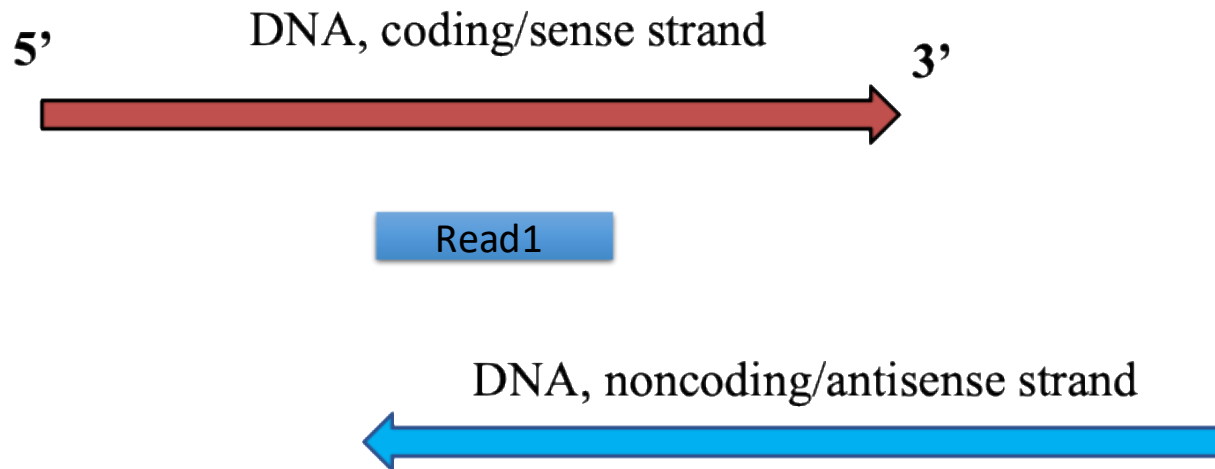 DNA, coding/sense strand
5’
3’
Read1
DNA, noncoding/antisense strand